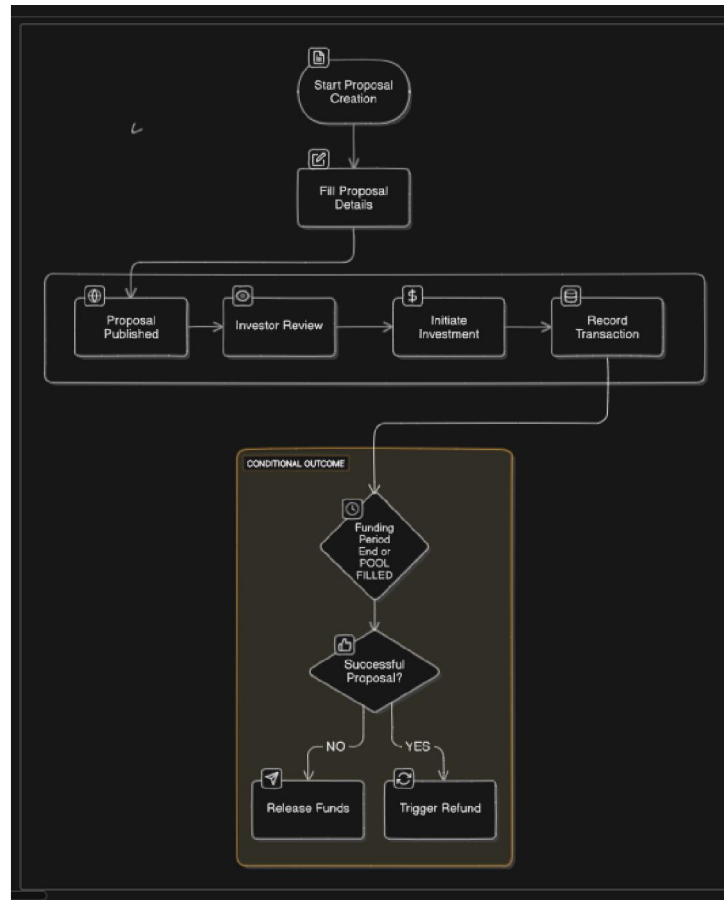 Start Proposal
Creation
Fill Proposal
Details
Proposal
Published
Investor Review
Initiate
Investment
Record
Transaction
CONDITIONAL OUTCOME
Funding
Period
End or
POOL
FILLED
Successful
Proposal?
NO
YES
Release Funds
Trigger Refund